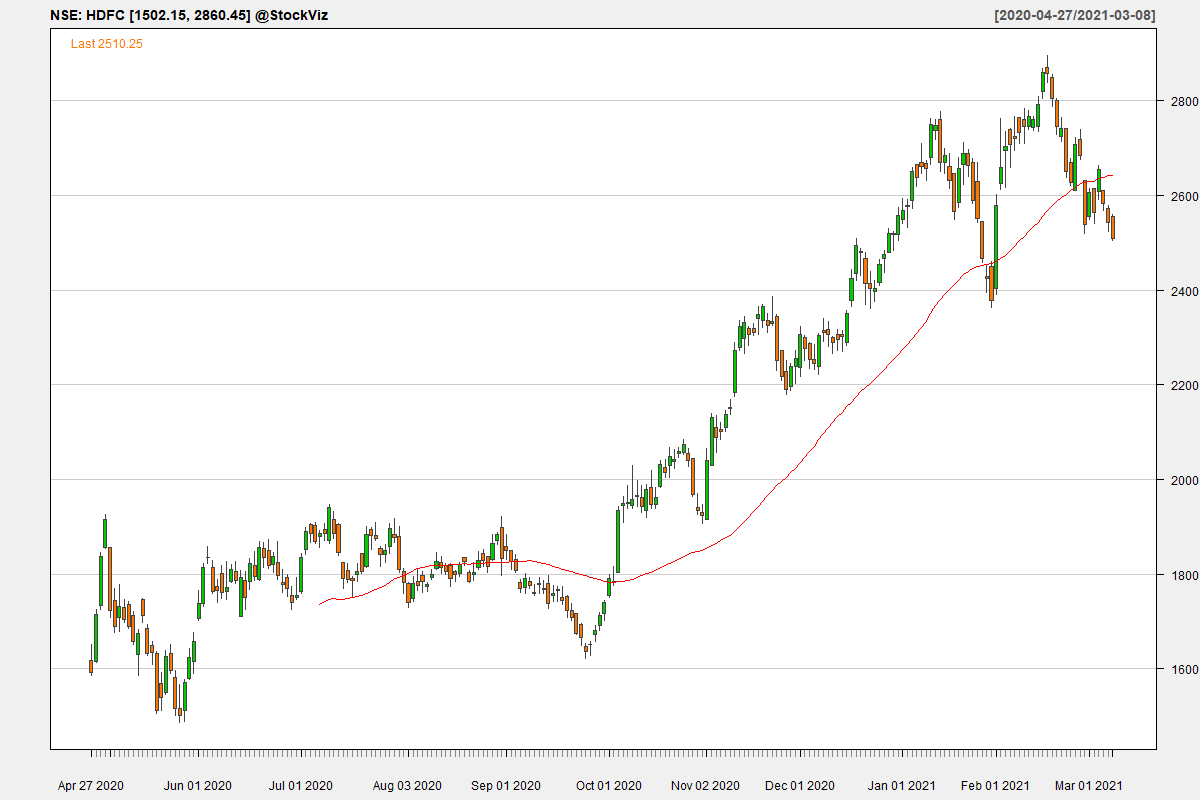 NSE: HDFC [1502.15, 2860.45] @StockViz [2020-04-27/2021-03-08]
Last 2510.25
2800
2600
2400
2200
2000
1800
1600
Apr 27 2020 Jun 01 2020 Jul 01 2020 Aug 03 2020 Sep 01 2020 Oct 01 2020 Nov 02 2020 Dec 01 2020 Jan 01 2021 Feb 01 2021 Mar 01 2021